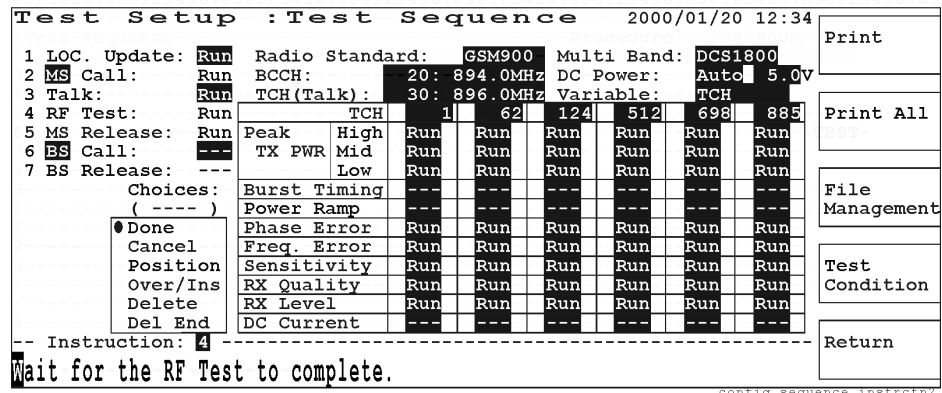 Test Setup :Test Sequence 2000/01/20 12:34
1 LOC. Update: Run Radio Standard: GSM900 Multi Band: DCS1800
2 MS Call: Run BCCH: 20: 894.0MHz DC Power: Auto 5.0V
3 Talk: Run TCH(Talk): 30: 896.0MHz Variable: TCH
4 RF Test: Run TCH 1 62 124 512 698 885
5 MS Release: Run Peak High Run Run Run Run Run Run
6 BS Call: --- TX PWR Mid Run Run Run Run Run Run
7 BS Release: --- Low Run Run Run Run Run Run
Choices: Burst Timing --- --- --- --- --- ---
( ---- ) Power Ramp --- --- --- --- --- ---
Done Phase Error Run Run Run Run Run Run
Cancel Freq. Error Run Run Run Run Run Run
Position Sensitivity Run Run Run Run Run Run
Over/Ins RX Quality Run Run Run Run Run Run
Delete RX Level Run Run Run Run Run Run
Del End DC Current --- --- --- --- --- ---
-- Instruction: 4 --
Wait for the RF Test to complete.
Print
Print All
File
Management
Test
Condition
Return